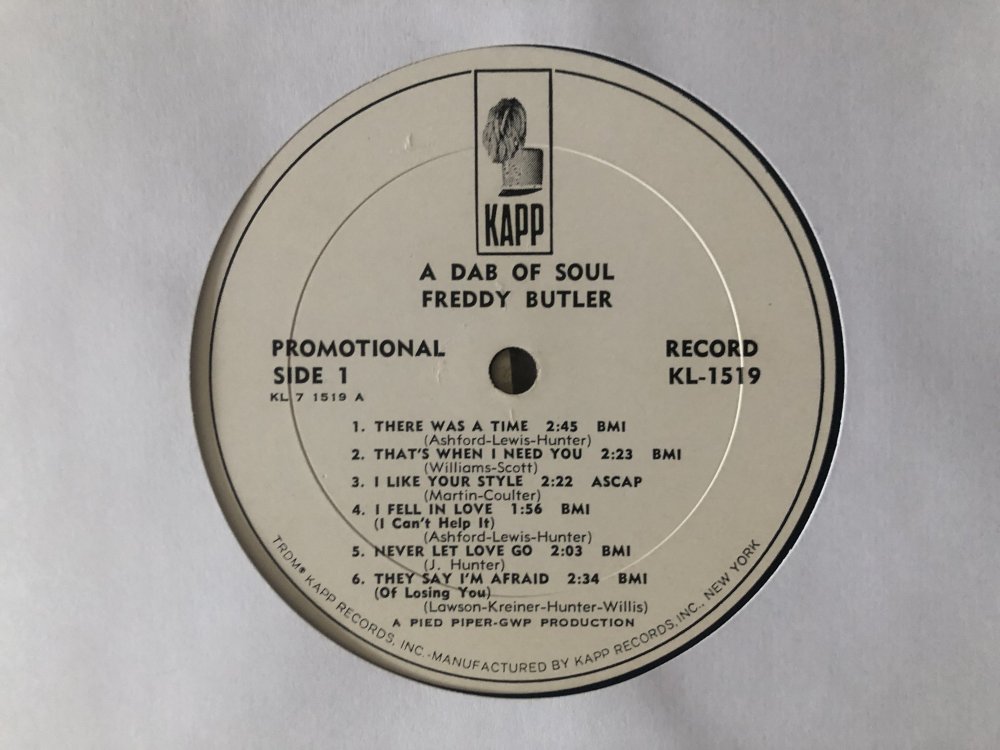 KAPP
A DAB OF SOUL
FREDDY BUTLER
PROMOTIONAL
SIDE 1
KL 7 1519 A
RECORD
KL-1519
1. THERE WAS A TIME 2:45 BMI
(Ashford-Lewis-Hunter)
2. THAT'S WHEN I NEED YOU 2:23 BMI
(Williams-Scott)
3. I LIKE YOUR STYLE 2:22 ASCAP
(Martin-Coulter)
4. I FELL IN LOVE 1:56 BMI
(I Can't Help It)
(Ashford-Lewis-Hunter)
5. NEVER LET LOVE GO 2:03 BMI
(J. Hunter)
6. THEY SAY I'M AFRAID 2:34 BMI
(Of Losing You)
(Lawson-Kreiner-Hunter-Willis)
A PIED PIPER-GWP PRODUCTION
TRDM® KAPP RECORDS, INC.-MANUFACTURED BY KAPP RECORDS, INC., NEW YORK